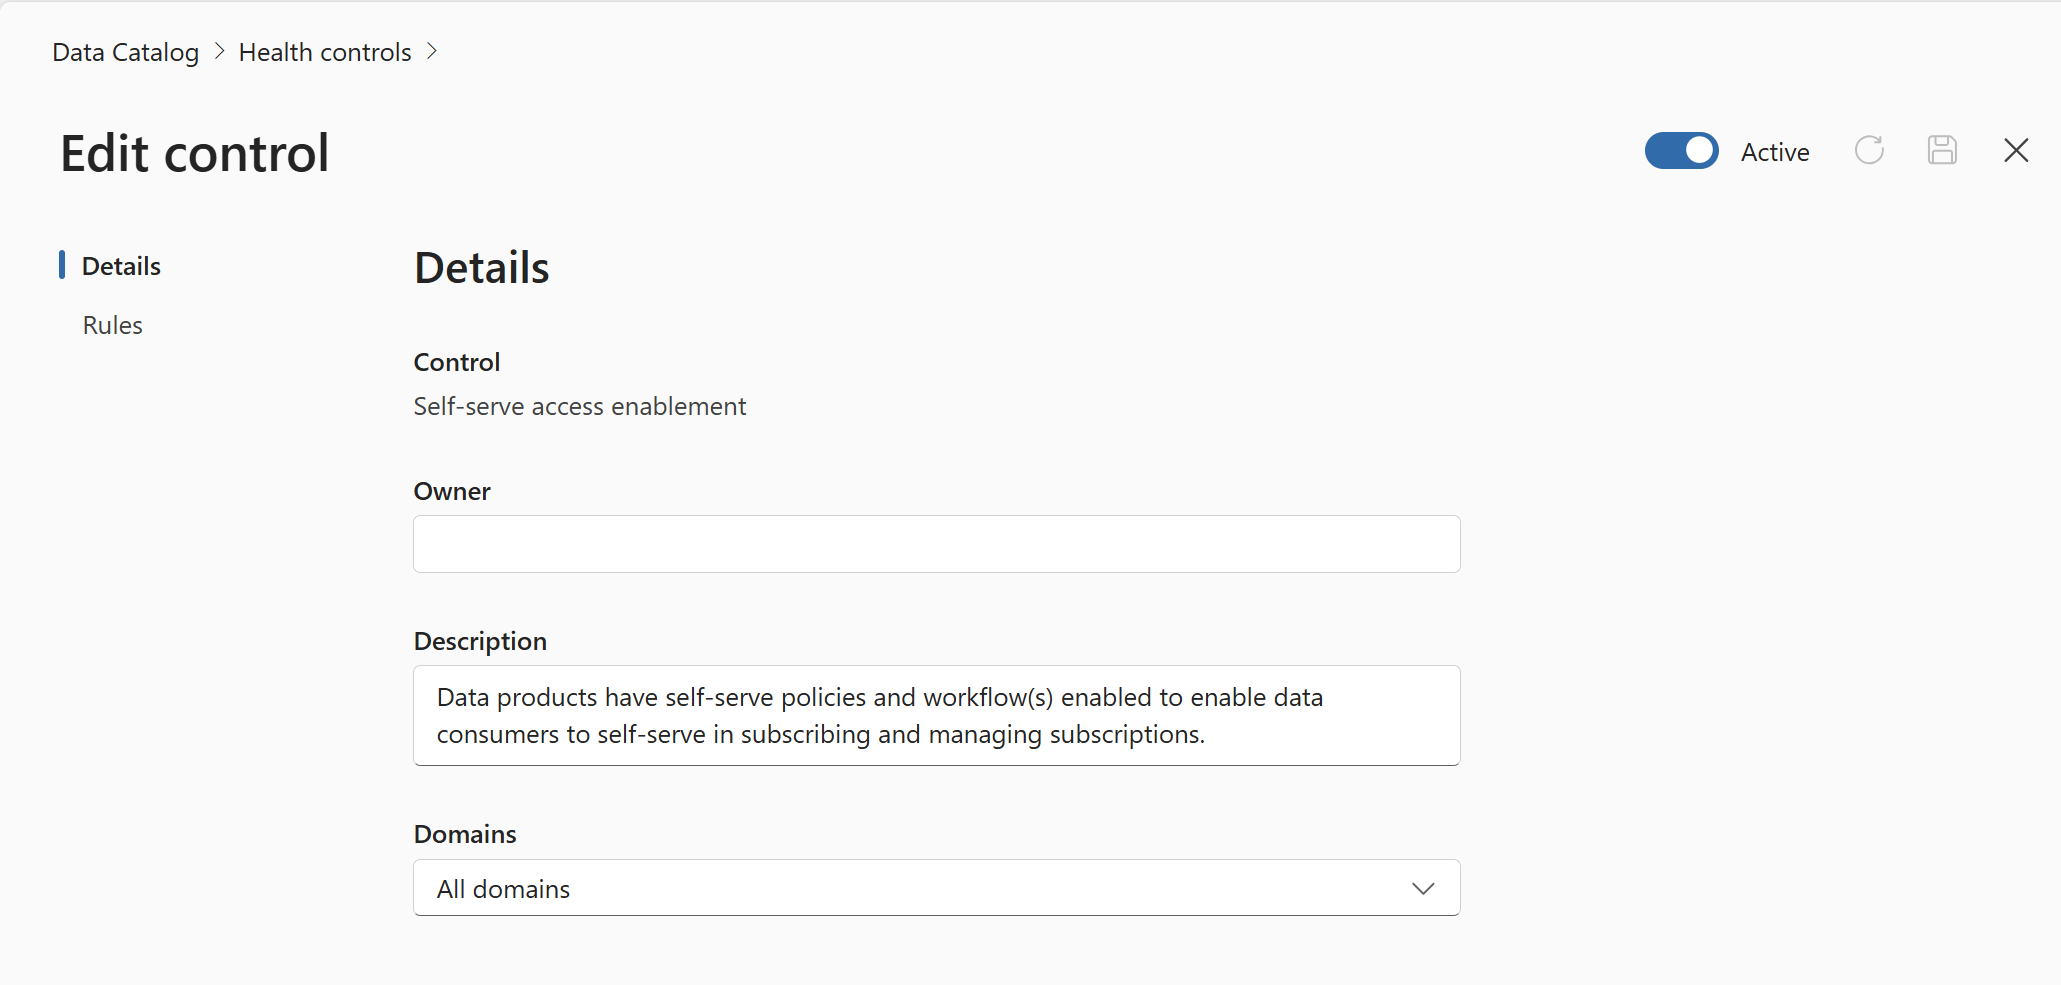 Data Catalog > Health controls >
Edit control
Active
Details
Rules
Details
Control
Self-serve access enablement
Owner
Description
Data products have self-serve policies and workflow(s) enabled to enable data
consumers to self-serve in subscribing and managing subscriptions.
Domains
All domains